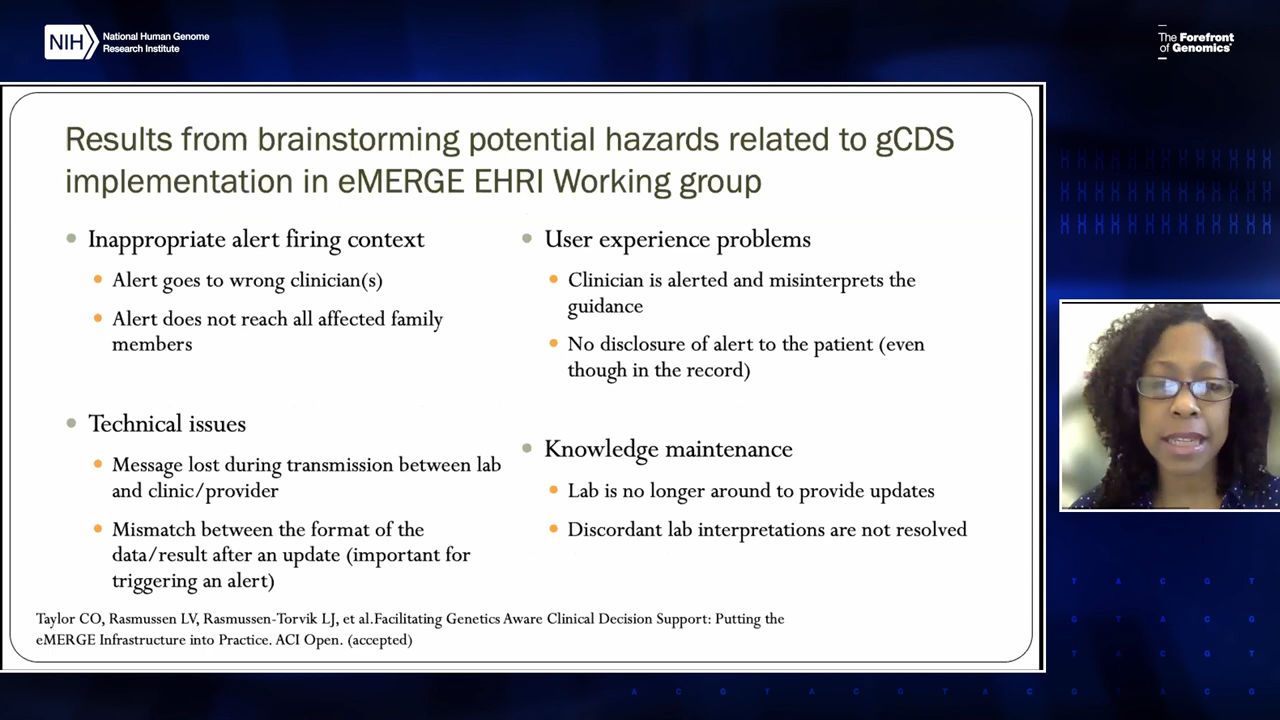 NIH
National Human Genome
Research Institute
The Forefront
of Genomics®
Results from brainstorming potential hazards related to gCDS
implementation in eMERGE EHRI Working group
Inappropriate alert firing context
Alert goes to wrong clinician(s)
Alert does not reach all affected family
members
Technical issues
Message lost during transmission between lab
and clinic/provider
Mismatch between the format of the
data/result after an update (important for
triggering an alert)
User experience problems
Clinician is alerted and misinterprets the
guidance
No disclosure of alert to the patient (even
though in the record)
Knowledge maintenance
Lab is no longer around to provide updates
Discordant lab interpretations are not resolved
Taylor CO, Rasmussen LV, Rasmussen-Torvik LJ, et al.Facilitating Genetics Aware Clinical Decision Support: Putting the
eMERGE Infrastructure into Practice. ACI Open. (accepted)
T A C G T
G T A C G
T A C G T
A C G T A C G T A C G T A C G